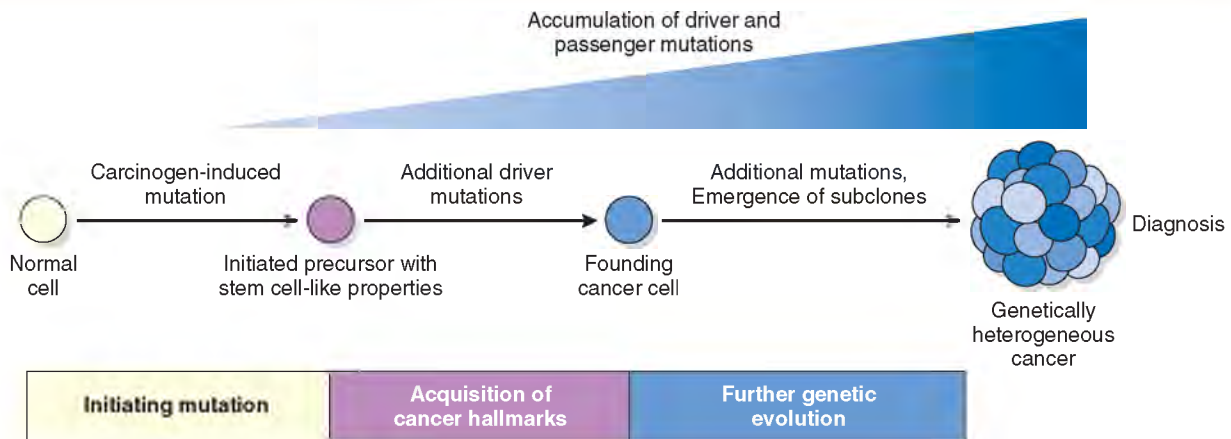 Accumulation of driver and
passenger mutations
Carcinogen-induced
mutation
Additional driver
mutations
Additional mutations,
Emergence of subclones
Diagnosis
Normal
cell
Initiated precursor with
stem cell-like properties
Founding
cancer cell
Genetically
heterogeneous
cancer
Initiating mutation
Acquisition of
cancer hallmarks
Further genetic
evolution